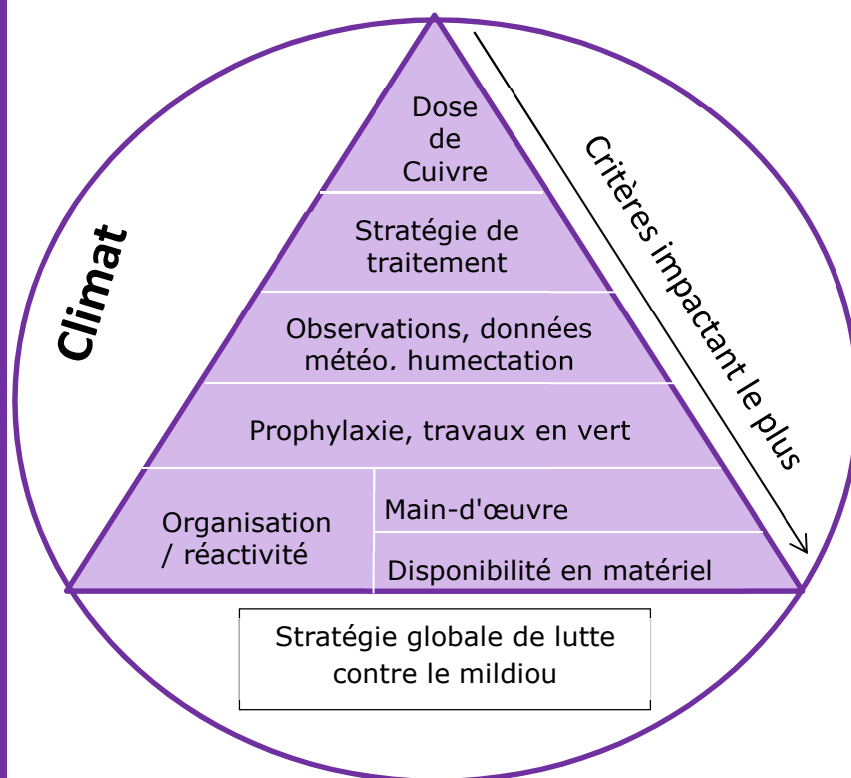 Dose
de
Cuivre
Stratégie de
traitement
Observations, données
météo, humectation
Prophylaxie, travaux en vert
Organisation
/ réactivité
Main-d'œuvre
Disponibilité en matériel
Climat
Critères impactant le plus
Stratégie globale de lutte
contre le mildiou